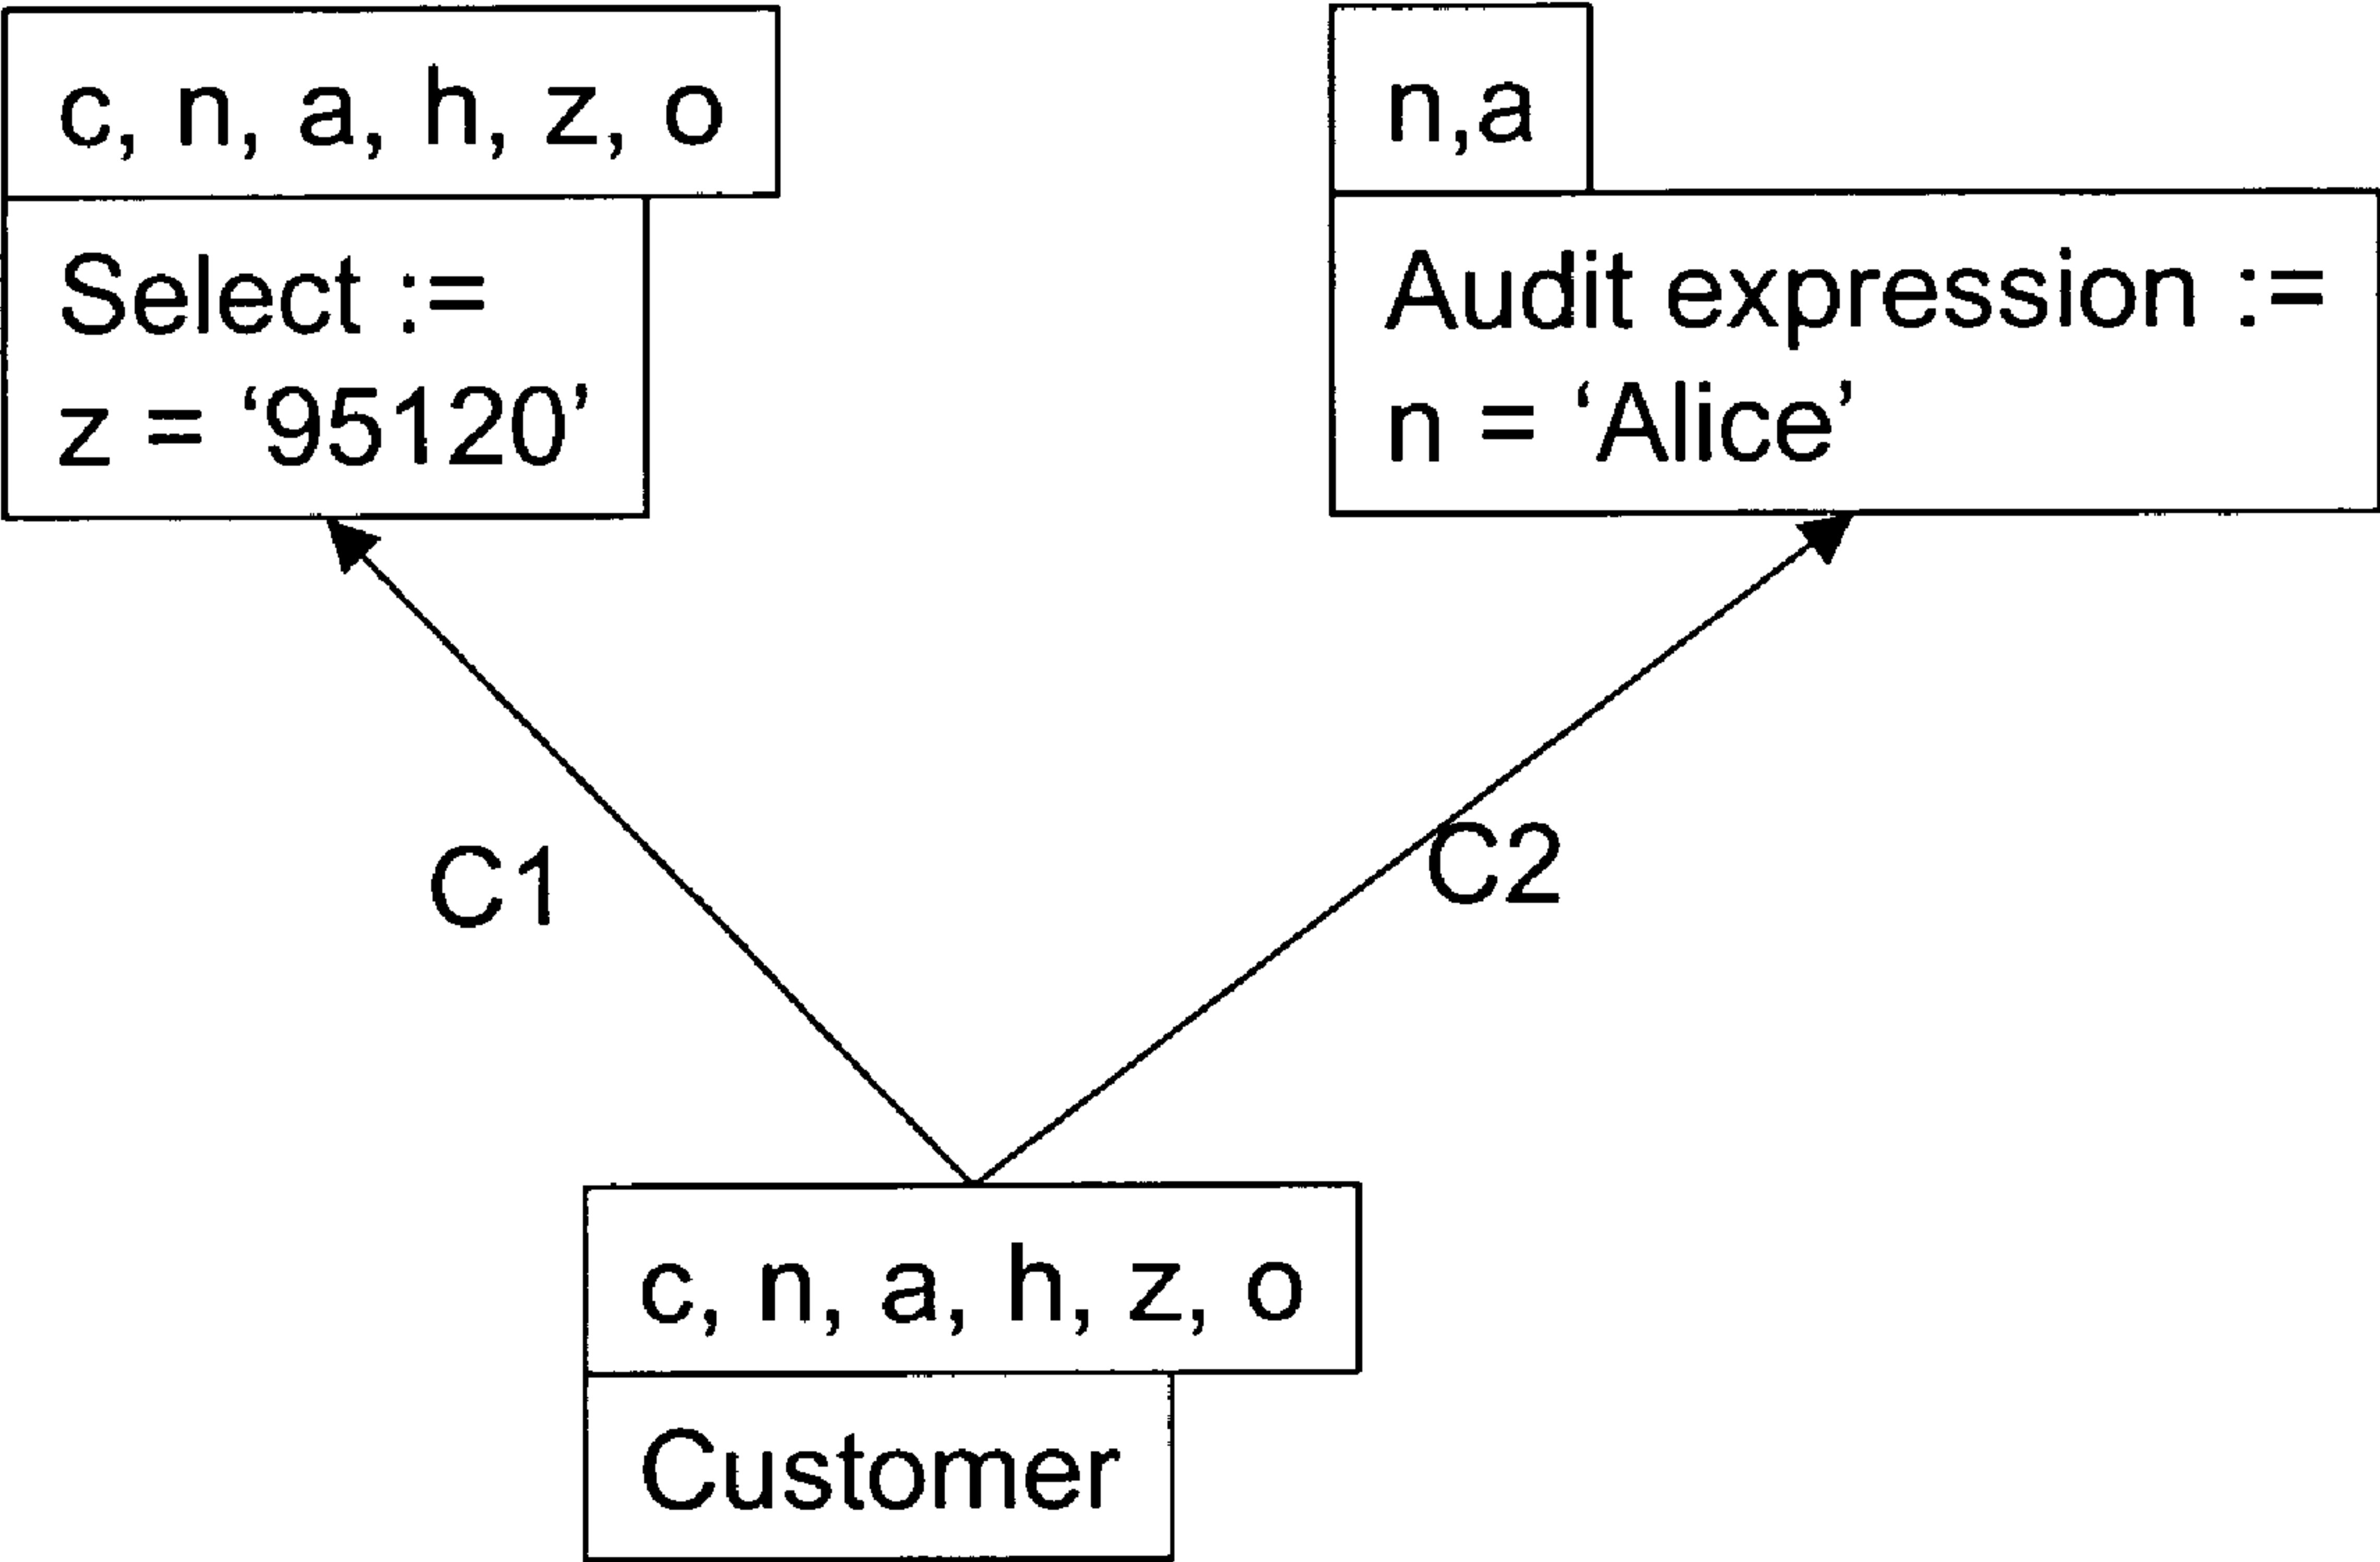 c, n, a, h, z, o
Select :=
z = ‘95120’
n,a
Audit expression :=
n = ‘Alice’
C1
C2
c, n, a, h, z, o
Customer